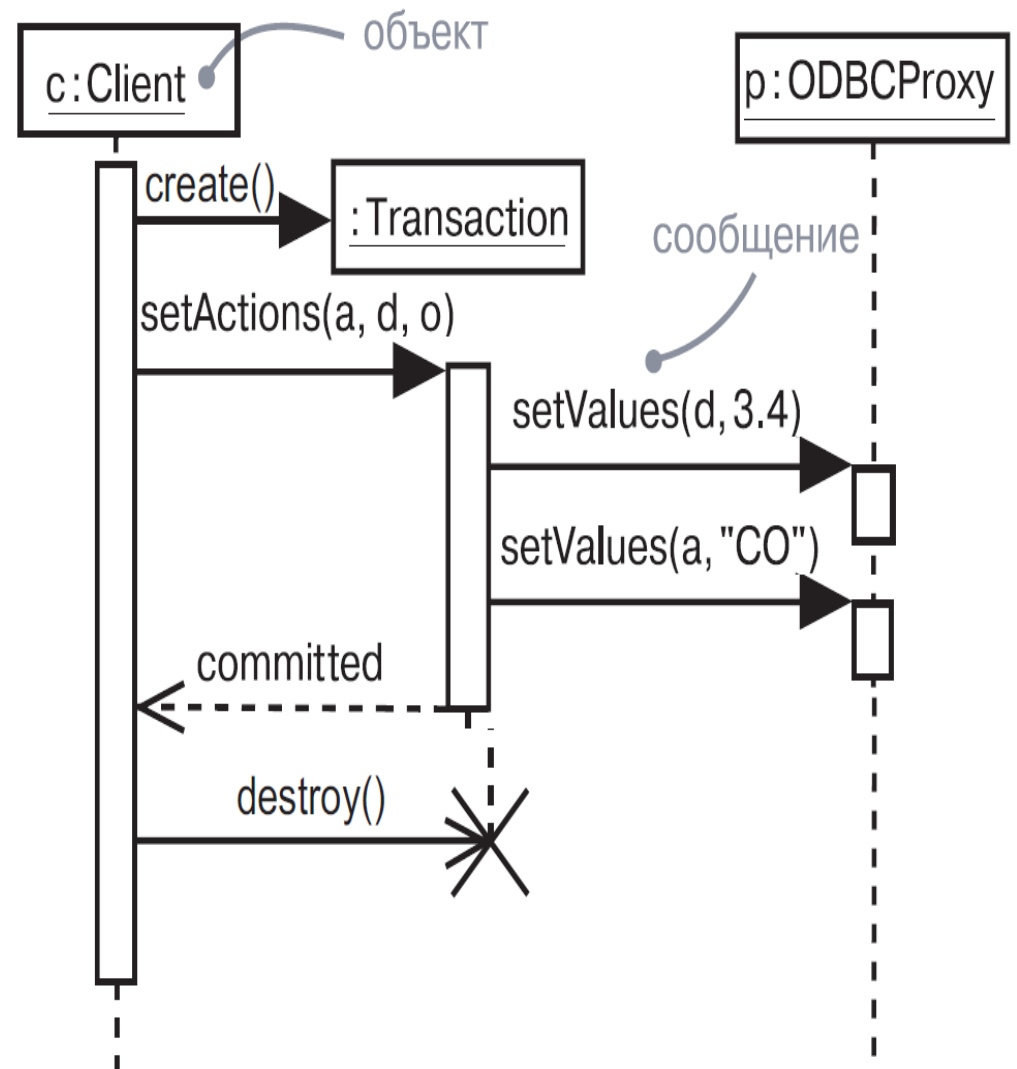 объект
c:Client
p:ODBCProxy
create()
:Transaction
сообщение
setActions(a, d, o)
setValues(d, 3.4)
setValues(a, "CO")
committed
destroy()